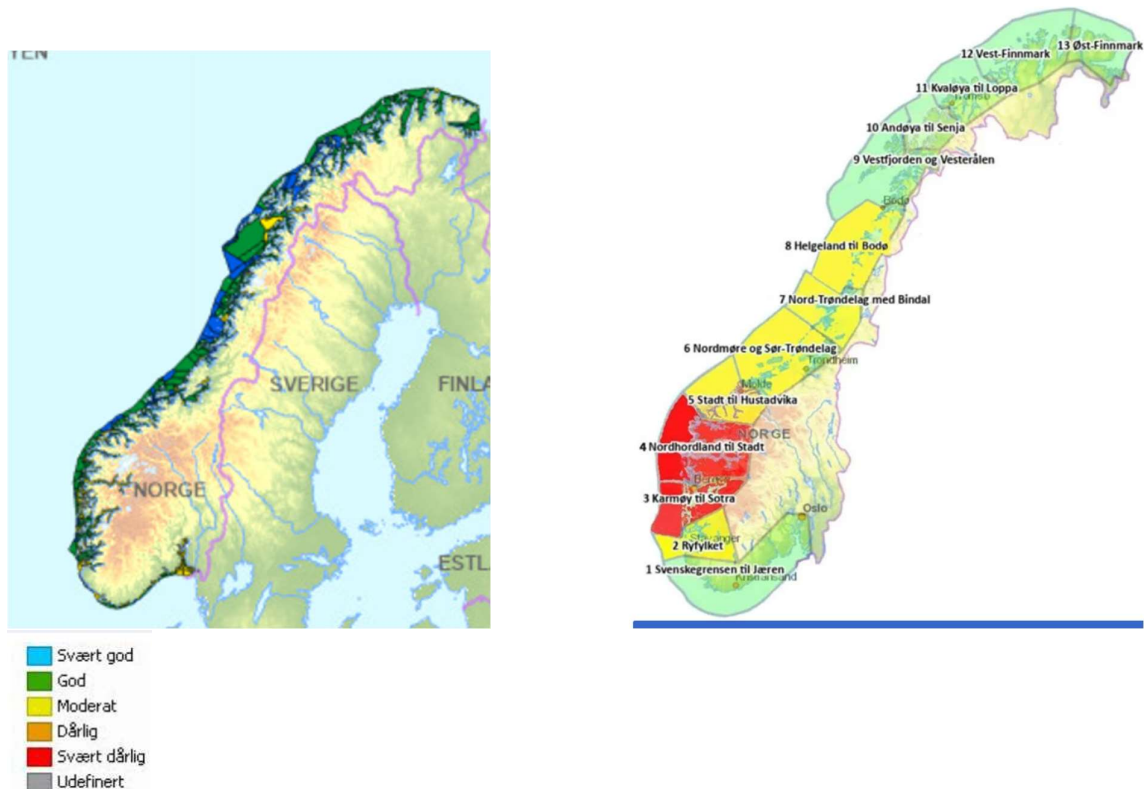 YEN
SVERIGE
FINLA
NORGE
ESTL
Svært god
God
Moderat
Dårlig
Svært dårlig
Udefinert
13 Øst-Finnmark
12 Vest-Finnmark
11 Kvaløya til Loppa
10 Andøya til Senja
9 Vestfjorden og Vesterålen
Bodø
8 Helgeland til Bodø
7 Nord-Trøndelag med Bindal
6 Nordmøre og Sør-Trøndelag
Trondheim
Molde
5 Stadt til Hustadvika
NORGE
4 Nordhordland til Stadt
Bergen
3 Karmøy til Sotra
Oslo
Stavanger
2 Ryfylket
1 Svenskegrensen til Jæren
Kristiansand